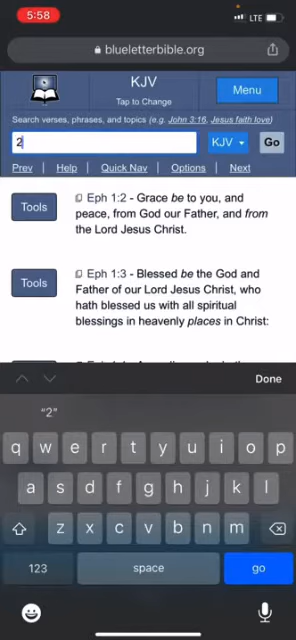 5:58
LTE
blueletterbible.org
KJV
Tap to Change
Menu
Search verses, phrases, and topics (e.g. John 3:16, Jesus faith love)
2
KJV
Go
Prev | Help | Quick Nav | Options | Next
Tools
Eph 1:2 - Grace be to you, and
peace, from God our Father, and from
the Lord Jesus Christ.
Tools
Eph 1:3 - Blessed be the God and
Father of our Lord Jesus Christ, who
hath blessed us with all spiritual
blessings in heavenly places in Christ:
Done
“2”
q w e r t y u i o p
a s d f g h j k l
z x c v b n m
123 space go